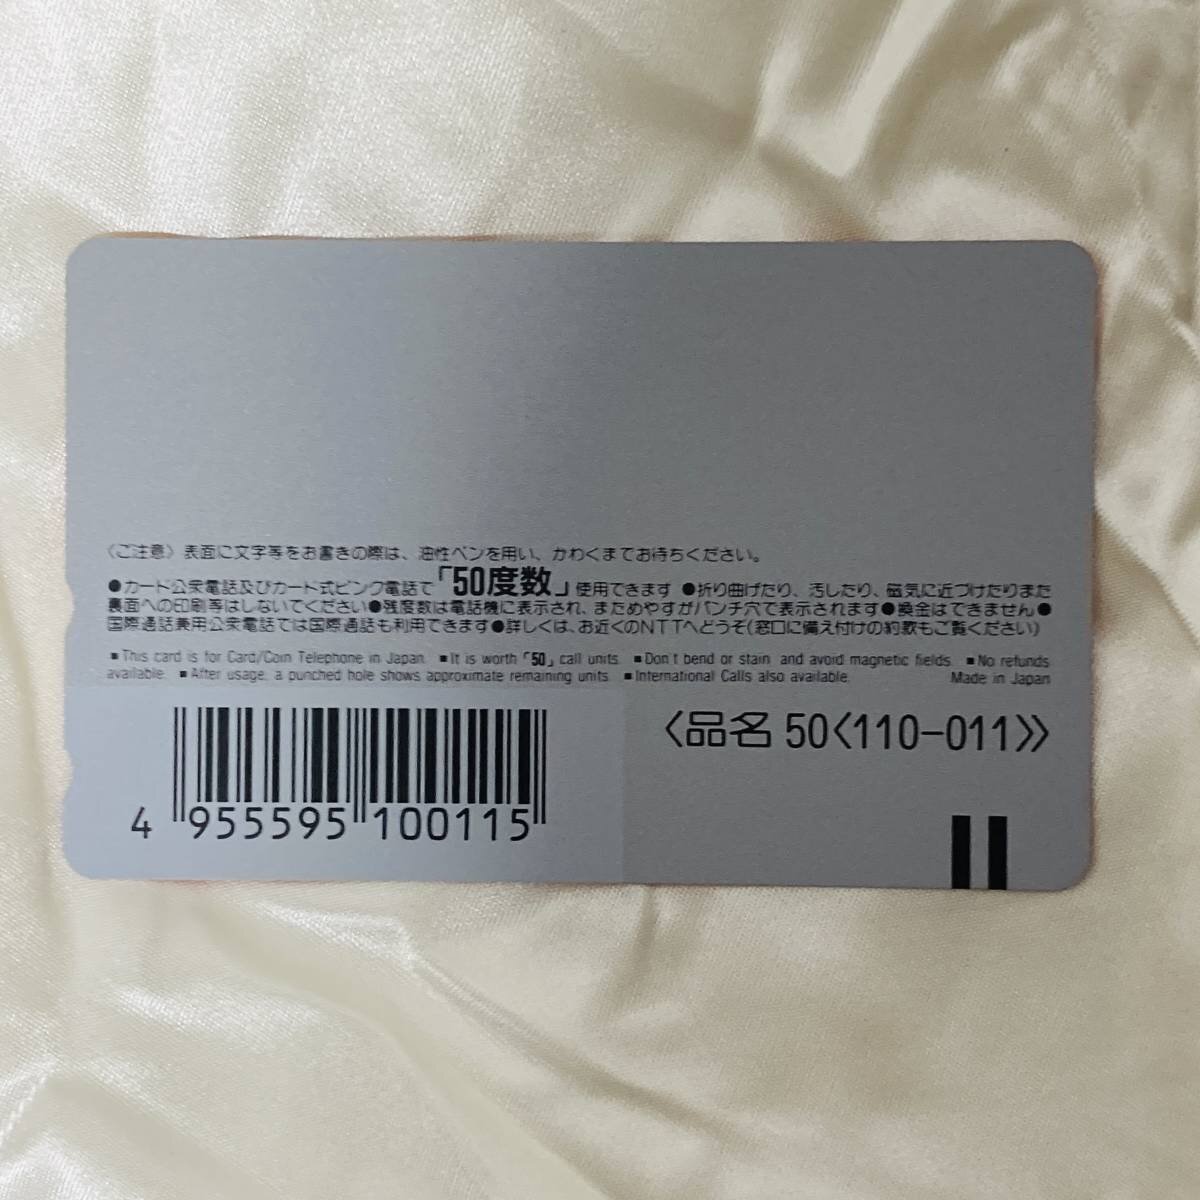 〈ご注意〉表面に文字等をお書きの際は、油性ペンを用い、かわくまでお待ちください。
●カード公衆電話及びカード式ピンク電話で「50度数」使用できます ●折り曲げたり、汚したり、磁気に近づけたりまた
裏面への印刷等はしないでください●残度数は電話機に表示され、まためやすがパンチ穴で表示されます●換金はできません●
国際通話兼用公衆電話では国際通話も利用できます●詳しくは、お近くのNTTへどうぞ(窓口に備え付けの約款もご覧ください)
■This card is for Card/Coin Telephone in Japan. ■It is worth「50」call units. ■Don't bend or stain and avoid magnetic fields. ■No refunds
available. ■After usage, a punched hole shows approximate remaining units. ■International Calls also available. Made in Japan
〈品名 50〈110-011〉〉
4 955595 100115